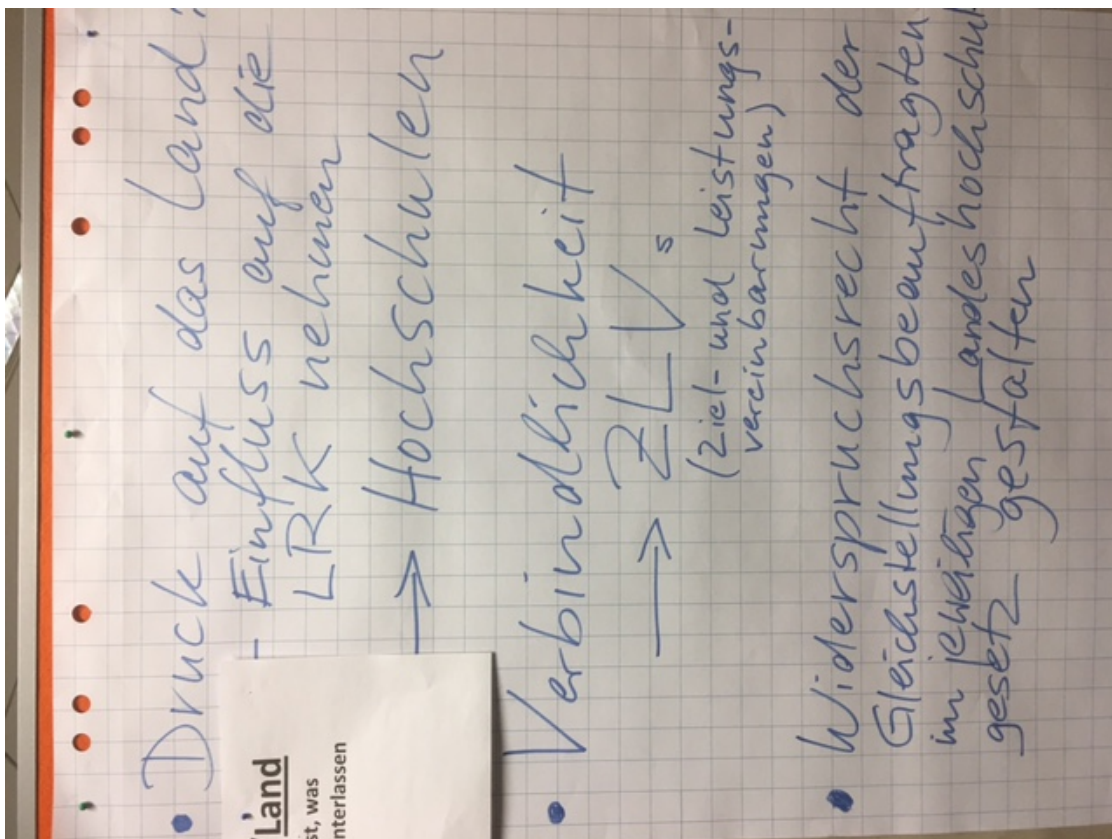 • Druck auf das Land:
- Einfluss auf die
LRK nehmen
→ Hochschulen
• Verbindlichkeit
→ ZLVs
(Ziel- und Leistungs-
vereinbarungen)
• Widerspruchsrecht der
Gleichstellungsbeauftragten
im jeweiligen Landeshochschul
gesetz gestalten
Land
st, was
nterlassen